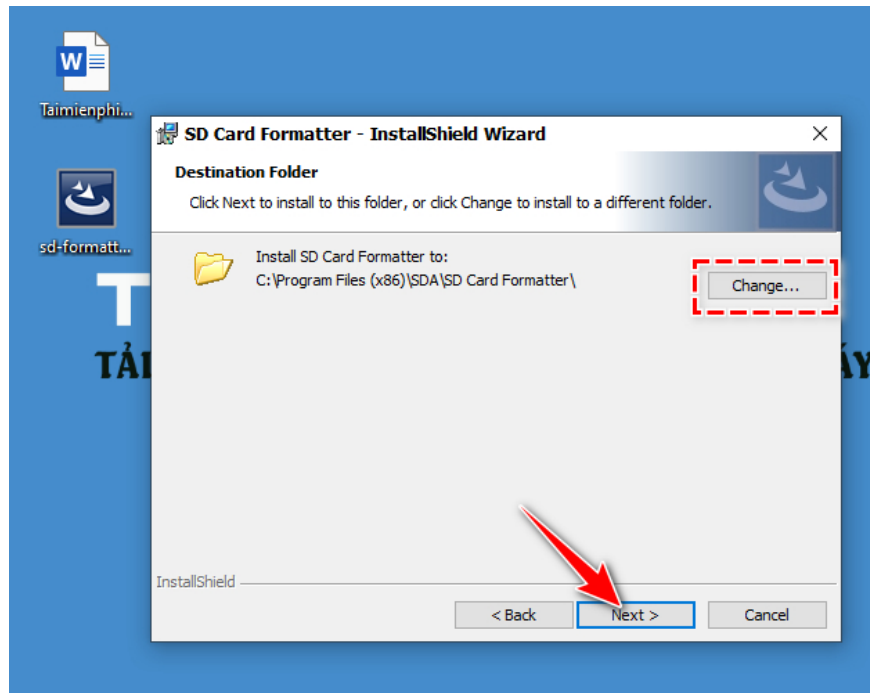 W
Taimienphi...
SD Card Formatter - InstallShield Wizard
Destination Folder
Click Next to install to this folder, or click Change to install to a different folder.
sd-formatt...
Install SD Card Formatter to:
C:\Program Files (x86)\SDA\SD Card Formatter\
Change...
T
TẢI
ÁY
InstallShield
< Back
Next >
Cancel